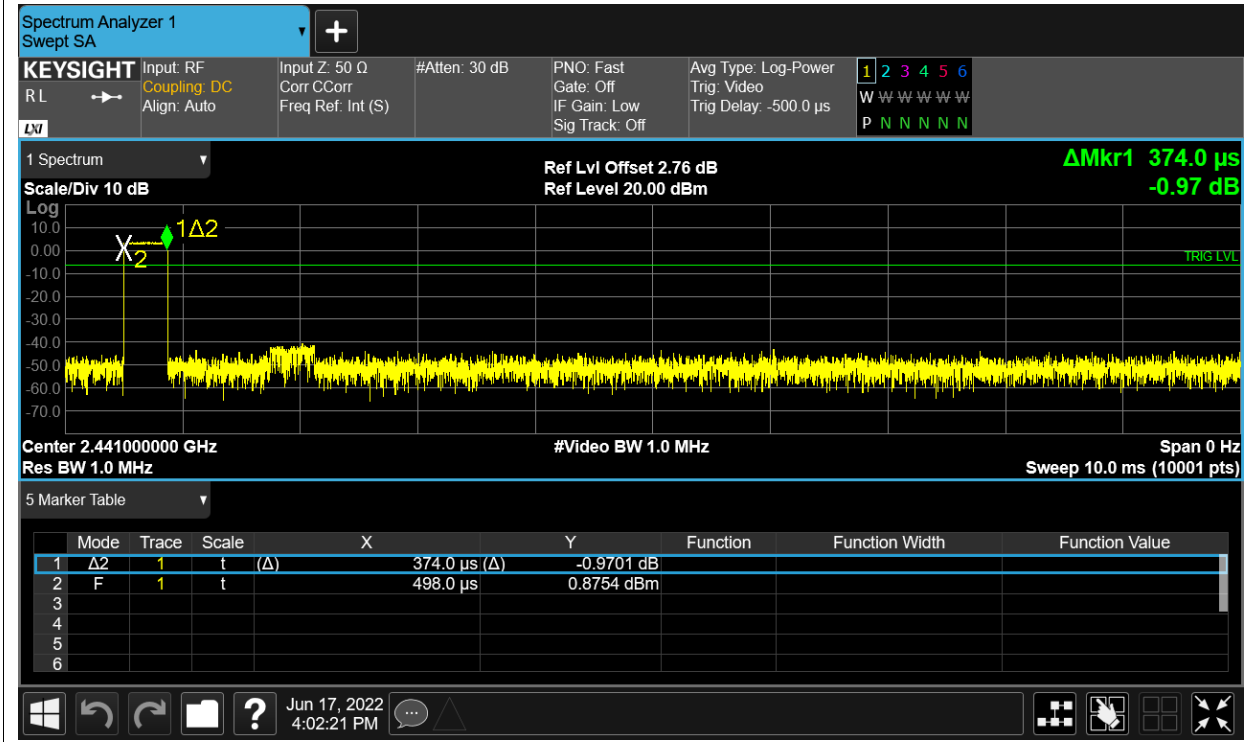 Spectrum Analyzer 1
Swept SA
+
KEYSIGHT Input: RF Input Z: 50 Ω #Atten: 30 dB PNO: Fast Avg Type: Log-Power 1 2 3 4 5 6
R L Coupling: DC Corr CCorr Gate: Off Trig: Video W W W W W W
Align: Auto Freq Ref: Int (S) IF Gain: Low Trig Delay: -500.0 µs P N N N N N
LXI Sig Track: Off
1 Spectrum Ref Lvl Offset 2.76 dB ΔMkr1 374.0 µs
Scale/Div 10 dB Ref Level 20.00 dBm -0.97 dB
Log
10.0 1Δ2
0.00 X 2
TRIG LVL
-10.0
-20.0
-30.0
-40.0
-50.0
-60.0
-70.0
Center 2.441000000 GHz #Video BW 1.0 MHz Span 0 Hz
Res BW 1.0 MHz Sweep 10.0 ms (10001 pts)
5 Marker Table
Mode Trace Scale X Y Function Function Width Function Value
1 Δ2 1 t (Δ) 374.0 µs (Δ) -0.9701 dB
2 F 1 t 498.0 µs 0.8754 dBm
3
4
5
6
? Jun 17, 2022
4:02:21 PM